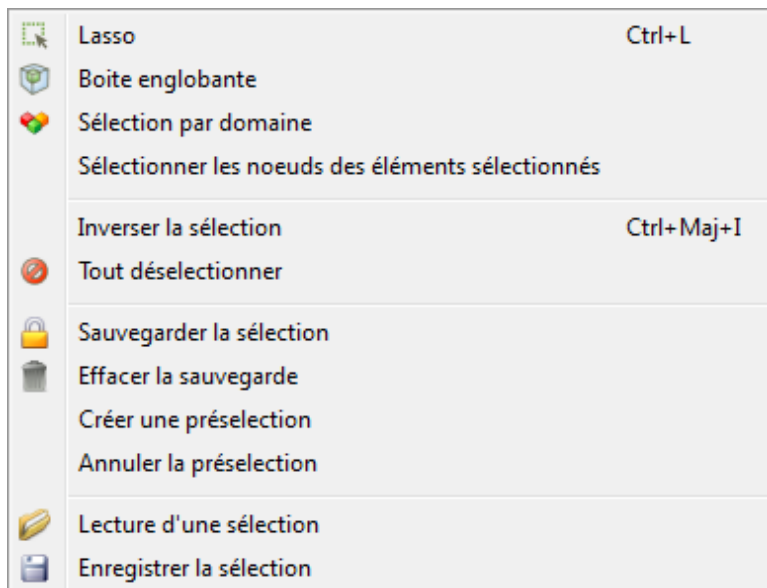 Lasso Ctrl+L
Boite englobante
Sélection par domaine
Sélectionner les noeuds des éléments sélectionnés
Inverser la sélection Ctrl+Maj+I
Tout déselectionner
Sauvegarder la sélection
Effacer la sauvegarde
Créer une préselection
Annuler la préselection
Lecture d'une sélection
Enregistrer la sélection